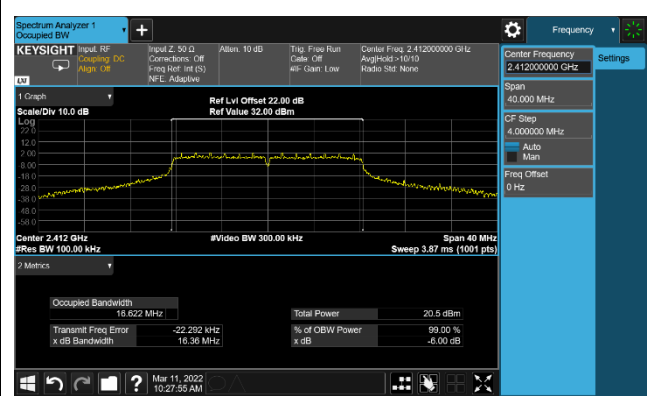 Spectrum Analyzer 1
Occupied BW
Frequency
KEYSIGHT
Input: RF
Coupling: DC
Align: Off
Input Z: 50 Ω
Corrections: Off
Freq Ref: Int (S)
NFE: Adaptive
Atten: 10 dB
Trig: Free Run
Gate: Off
#IF Gain: Low
Center Freq: 2.412000000 GHz
Avg|Hold:>10/10
Radio Std: None
LXI
Center Frequency
2.412000000 GHz
Settings
Span
40.000 MHz
CF Step
4.000000 MHz
Auto
Man
Freq Offset
0 Hz
1 Graph
Scale/Div 10.0 dB
Ref Lvl Offset 22.00 dB
Ref Value 32.00 dBm
Log
22.0
12.0
2.00
-8.00
-18.0
-28.0
-38.0
-48.0
-58.0
Center 2.412 GHz
#Video BW 300.00 kHz
Span 40 MHz
#Res BW 100.00 kHz
Sweep 3.87 ms (1001 pts)
2 Metrics
Occupied Bandwidth
16.622 MHz
Total Power 20.5 dBm
Transmit Freq Error -22.292 kHz
% of OBW Power 99.00 %
x dB Bandwidth 16.36 MHz
x dB -6.00 dB
?
Mar 11, 2022
10:27:55 AM